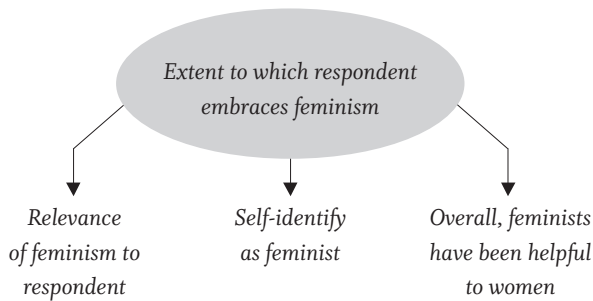 Extent to which respondent
embraces feminism
Relevance
of feminism to
respondent
Self-identify
as feminist
Overall, feminists
have been helpful
to women